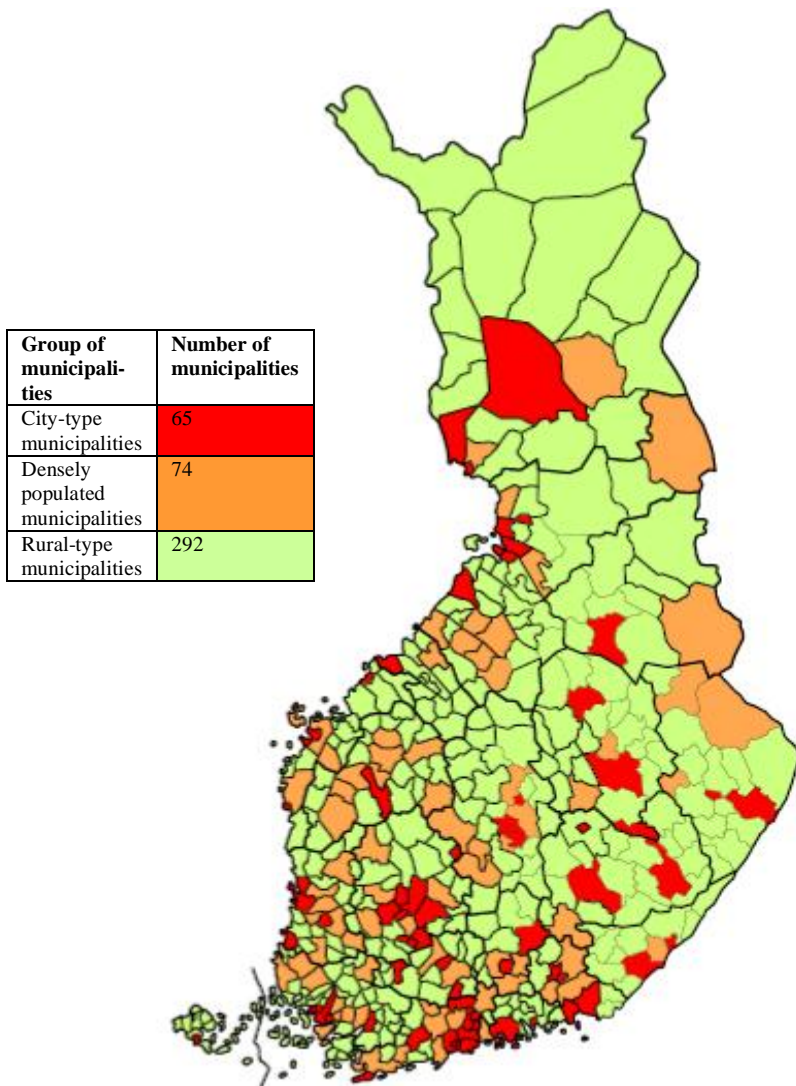 Group of Number of
municipali- municipalities
ties
City-type 65
municipalities
Densely 74
populated
municipalities
Rural-type 292
municipalities